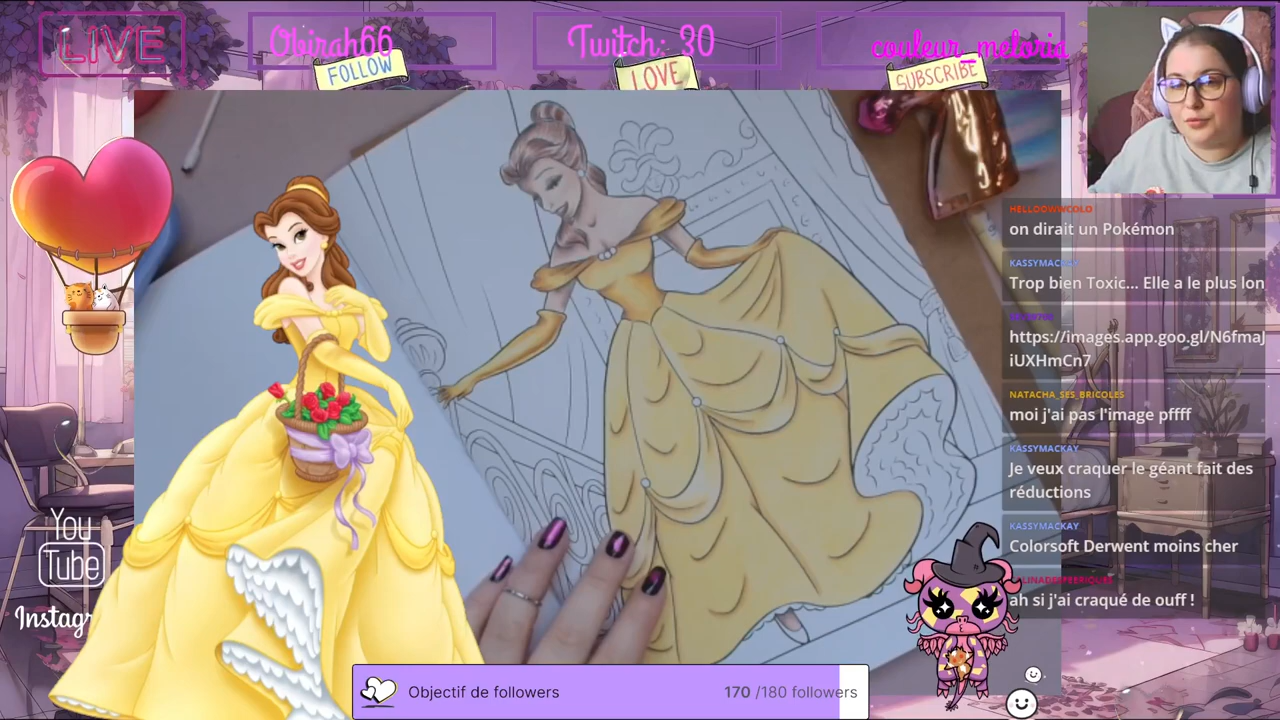 LIVE
Obirah66
Twitch: 30
couleur_meloria
FOLLOW
LOVE
SUBSCRIBE
HELLOOWWCOLO
on dirait un Pokémon
Trop bien Toxic... Elle a le plus lon
https://images.app.goo.gl/N6fmaJ
iUXHmCn7
NATACHA_SES_BRICOLES
moi j'ai pas l'image pffff
KASSYMACKAY
Je veux craquer le géant fait des
réductions
KASSYMACKAY
Colorsoft Derwent moins cher
ah si j'ai craqué de ouff !
You
Tube
Instagr
Objectif de followers
170 /180 followers